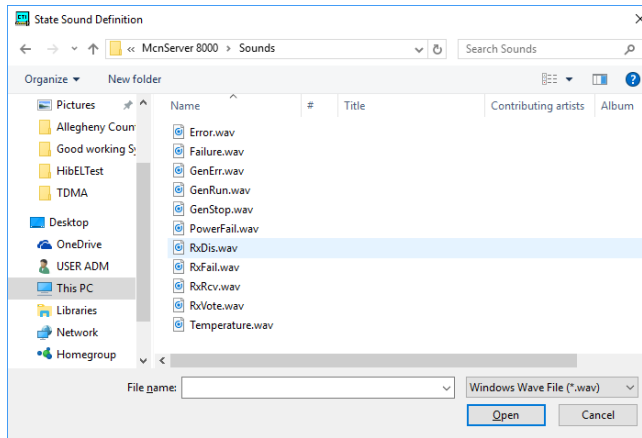 CTI State Sound Definition
« McnServer 8000 > Sounds
Search Sounds
Organize
New folder
Name # Title Contributing artists Album
Pictures
Allegheny Coun
Good working Sy
HibELTest
TDMA
Desktop
OneDrive
USER ADM
This PC
Libraries
Network
Homegroup
Error.wav
Failure.wav
GenErr.wav
GenRun.wav
GenStop.wav
PowerFail.wav
RxDis.wav
RxFail.wav
RxRcv.wav
RxVote.wav
Temperature.wav
File name:
Windows Wave File (*.wav)
Open
Cancel